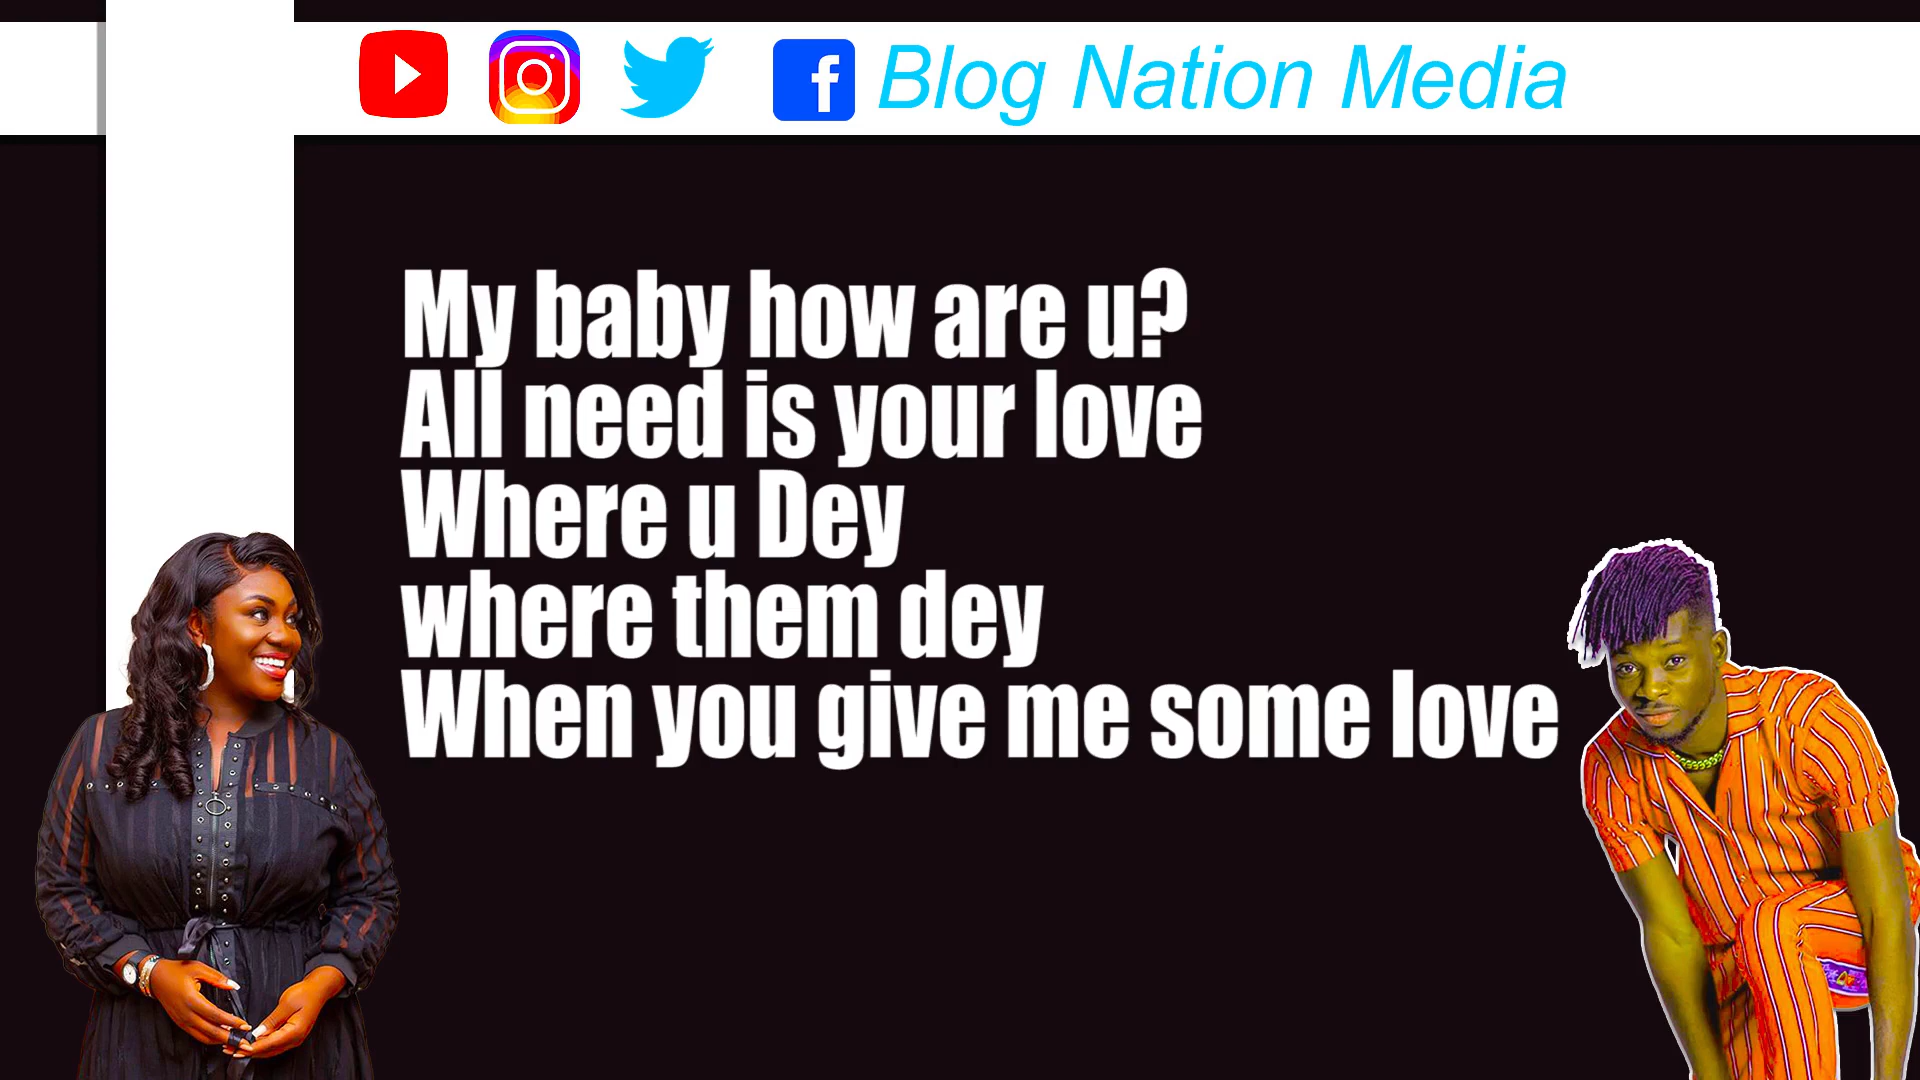 Blog Nation Media
My baby how are u?
All need is your love
Where u Dey
where them dey
When you give me some love